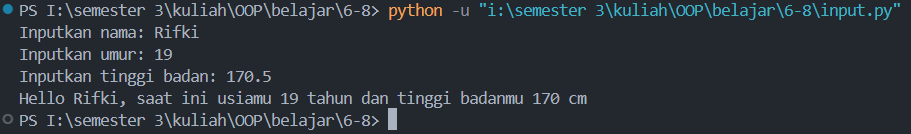 PS I:\semester 3\kuliah\OOP\belajar\6-8> python -u "i:\semester 3\kuliah\OOP\belajar\6-8\input.py"
Inputkan nama: Rifki
Inputkan umur: 19
Inputkan tinggi badan: 170.5
Hello Rifki, saat ini usiamu 19 tahun dan tinggi badanmu 170 cm
PS I:\semester 3\kuliah\OOP\belajar\6-8>